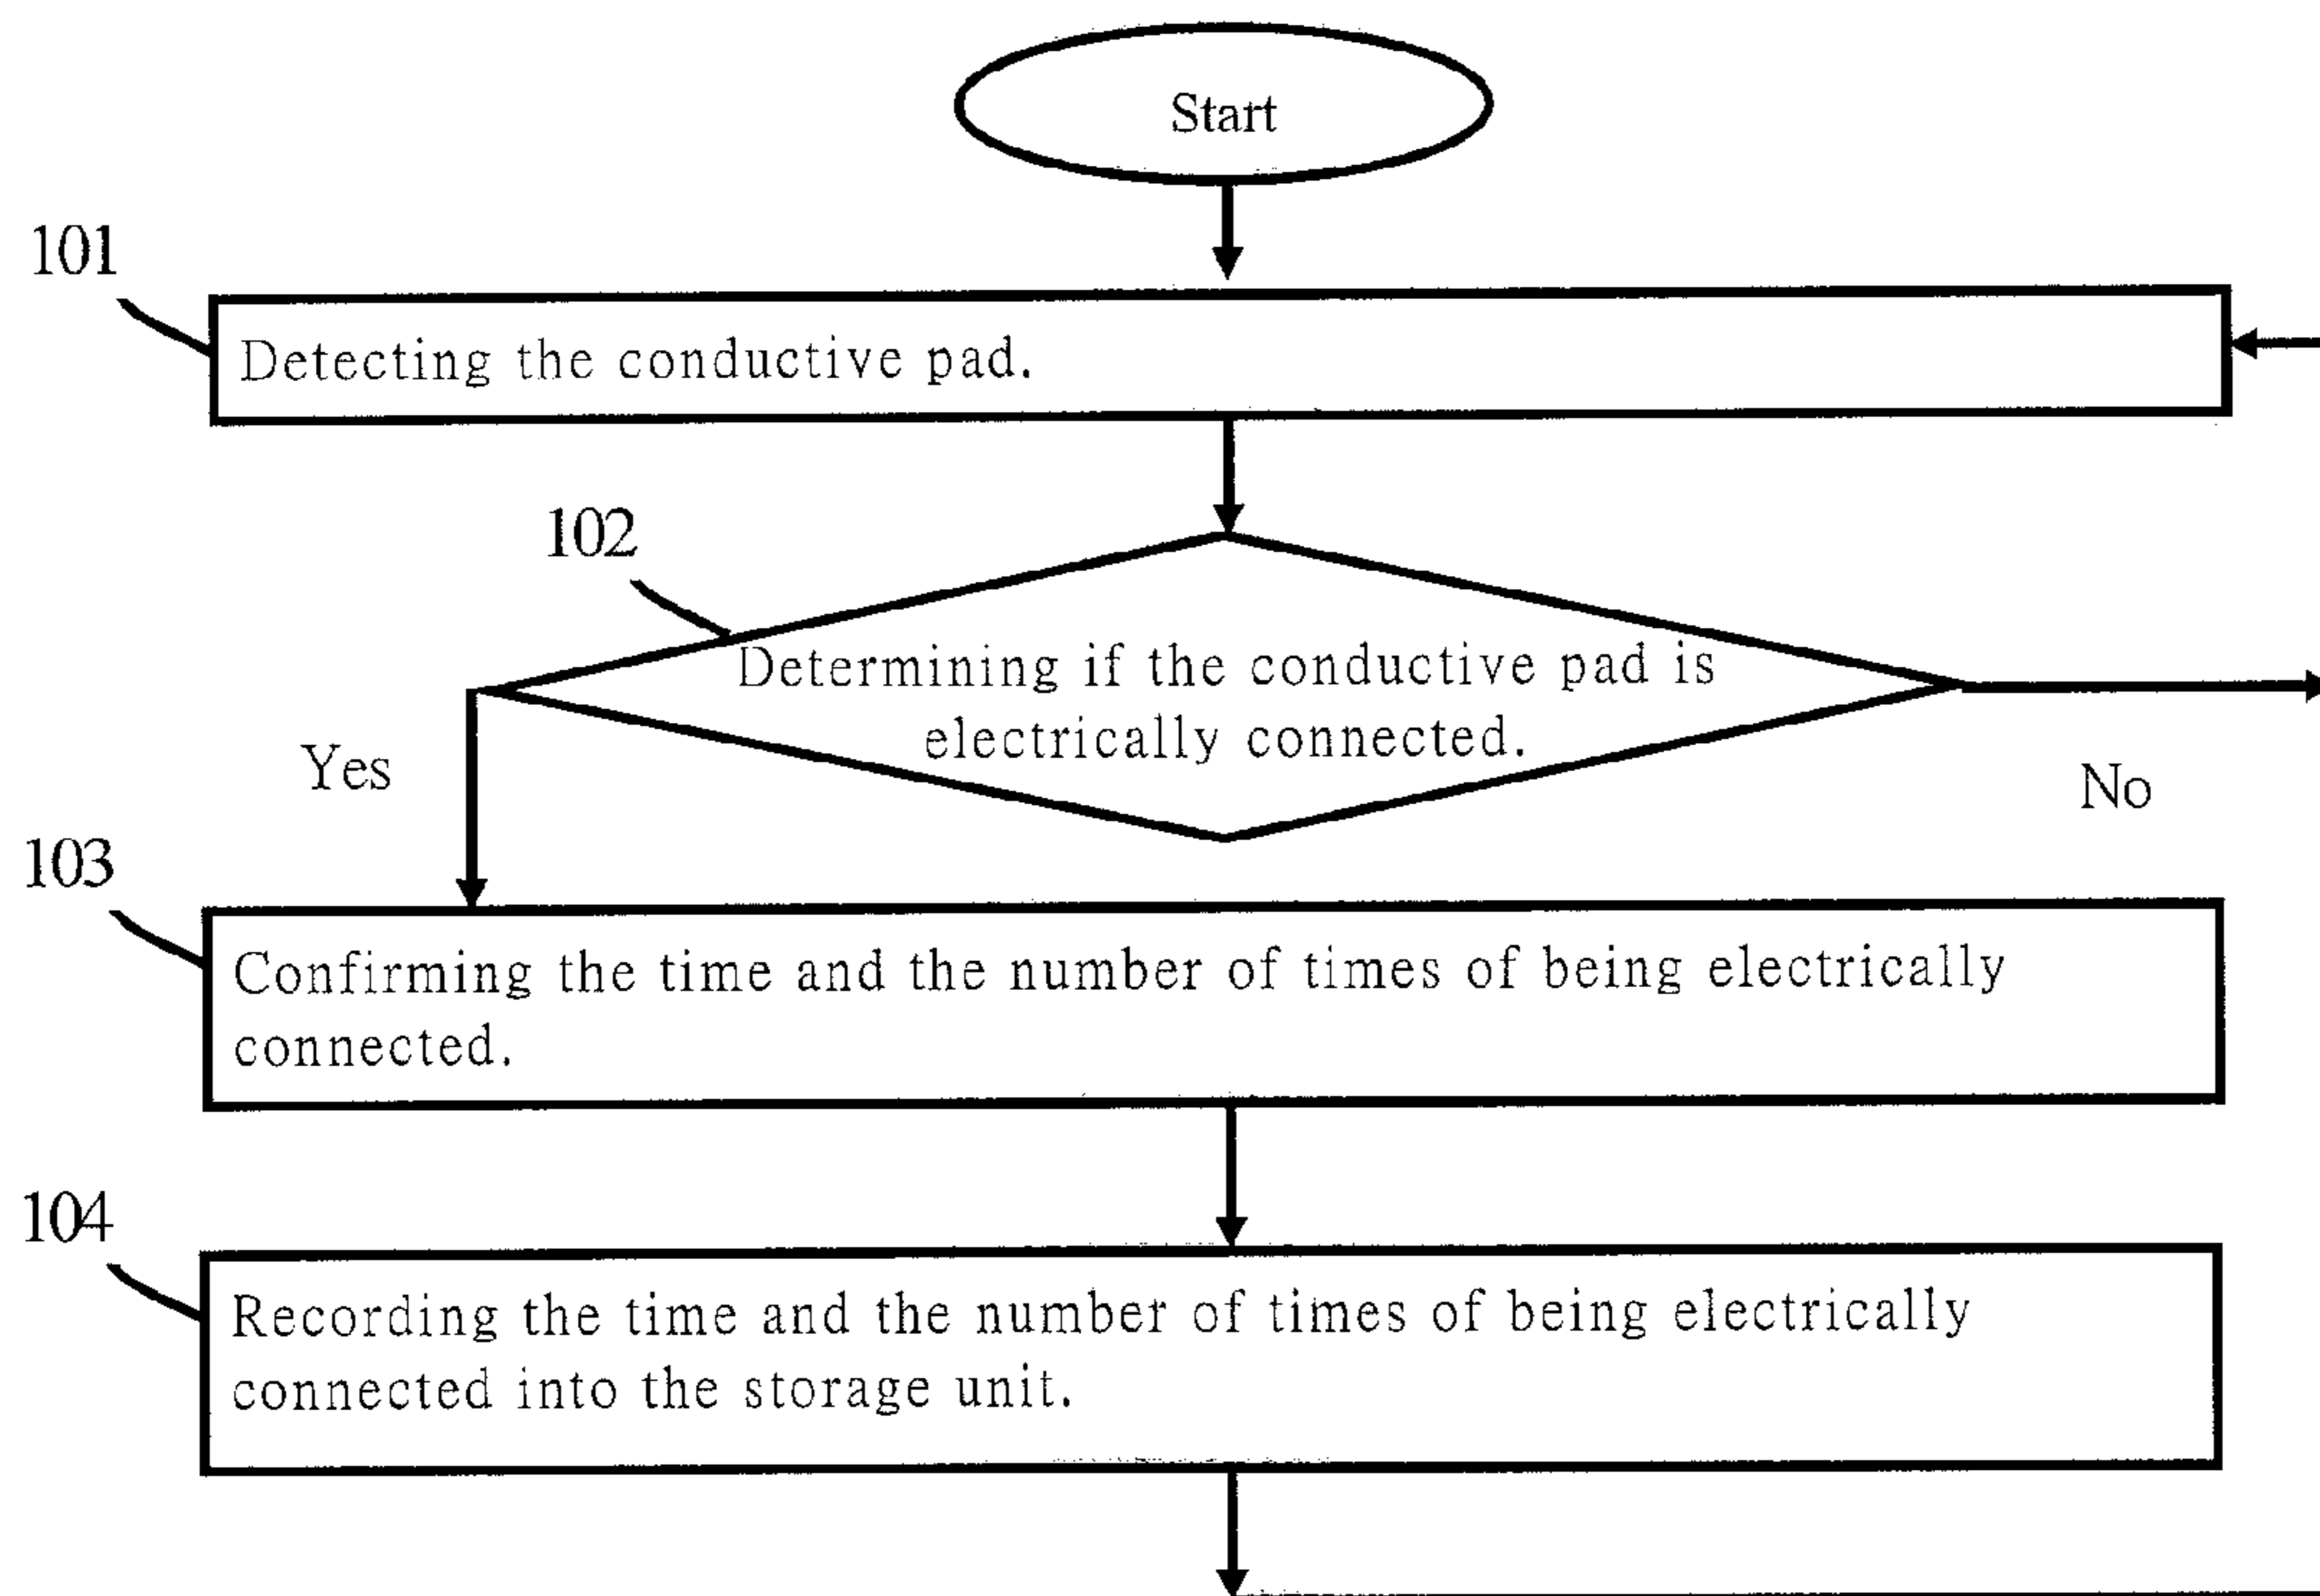 Start
101
Detecting the conductive pad.
102
Determining if the conductive pad is
electrically connected.
Yes
No
103
Confirming the time and the number of times of being electrically
connected.
104
Recording the time and the number of times of being electrically
connected into the storage unit.